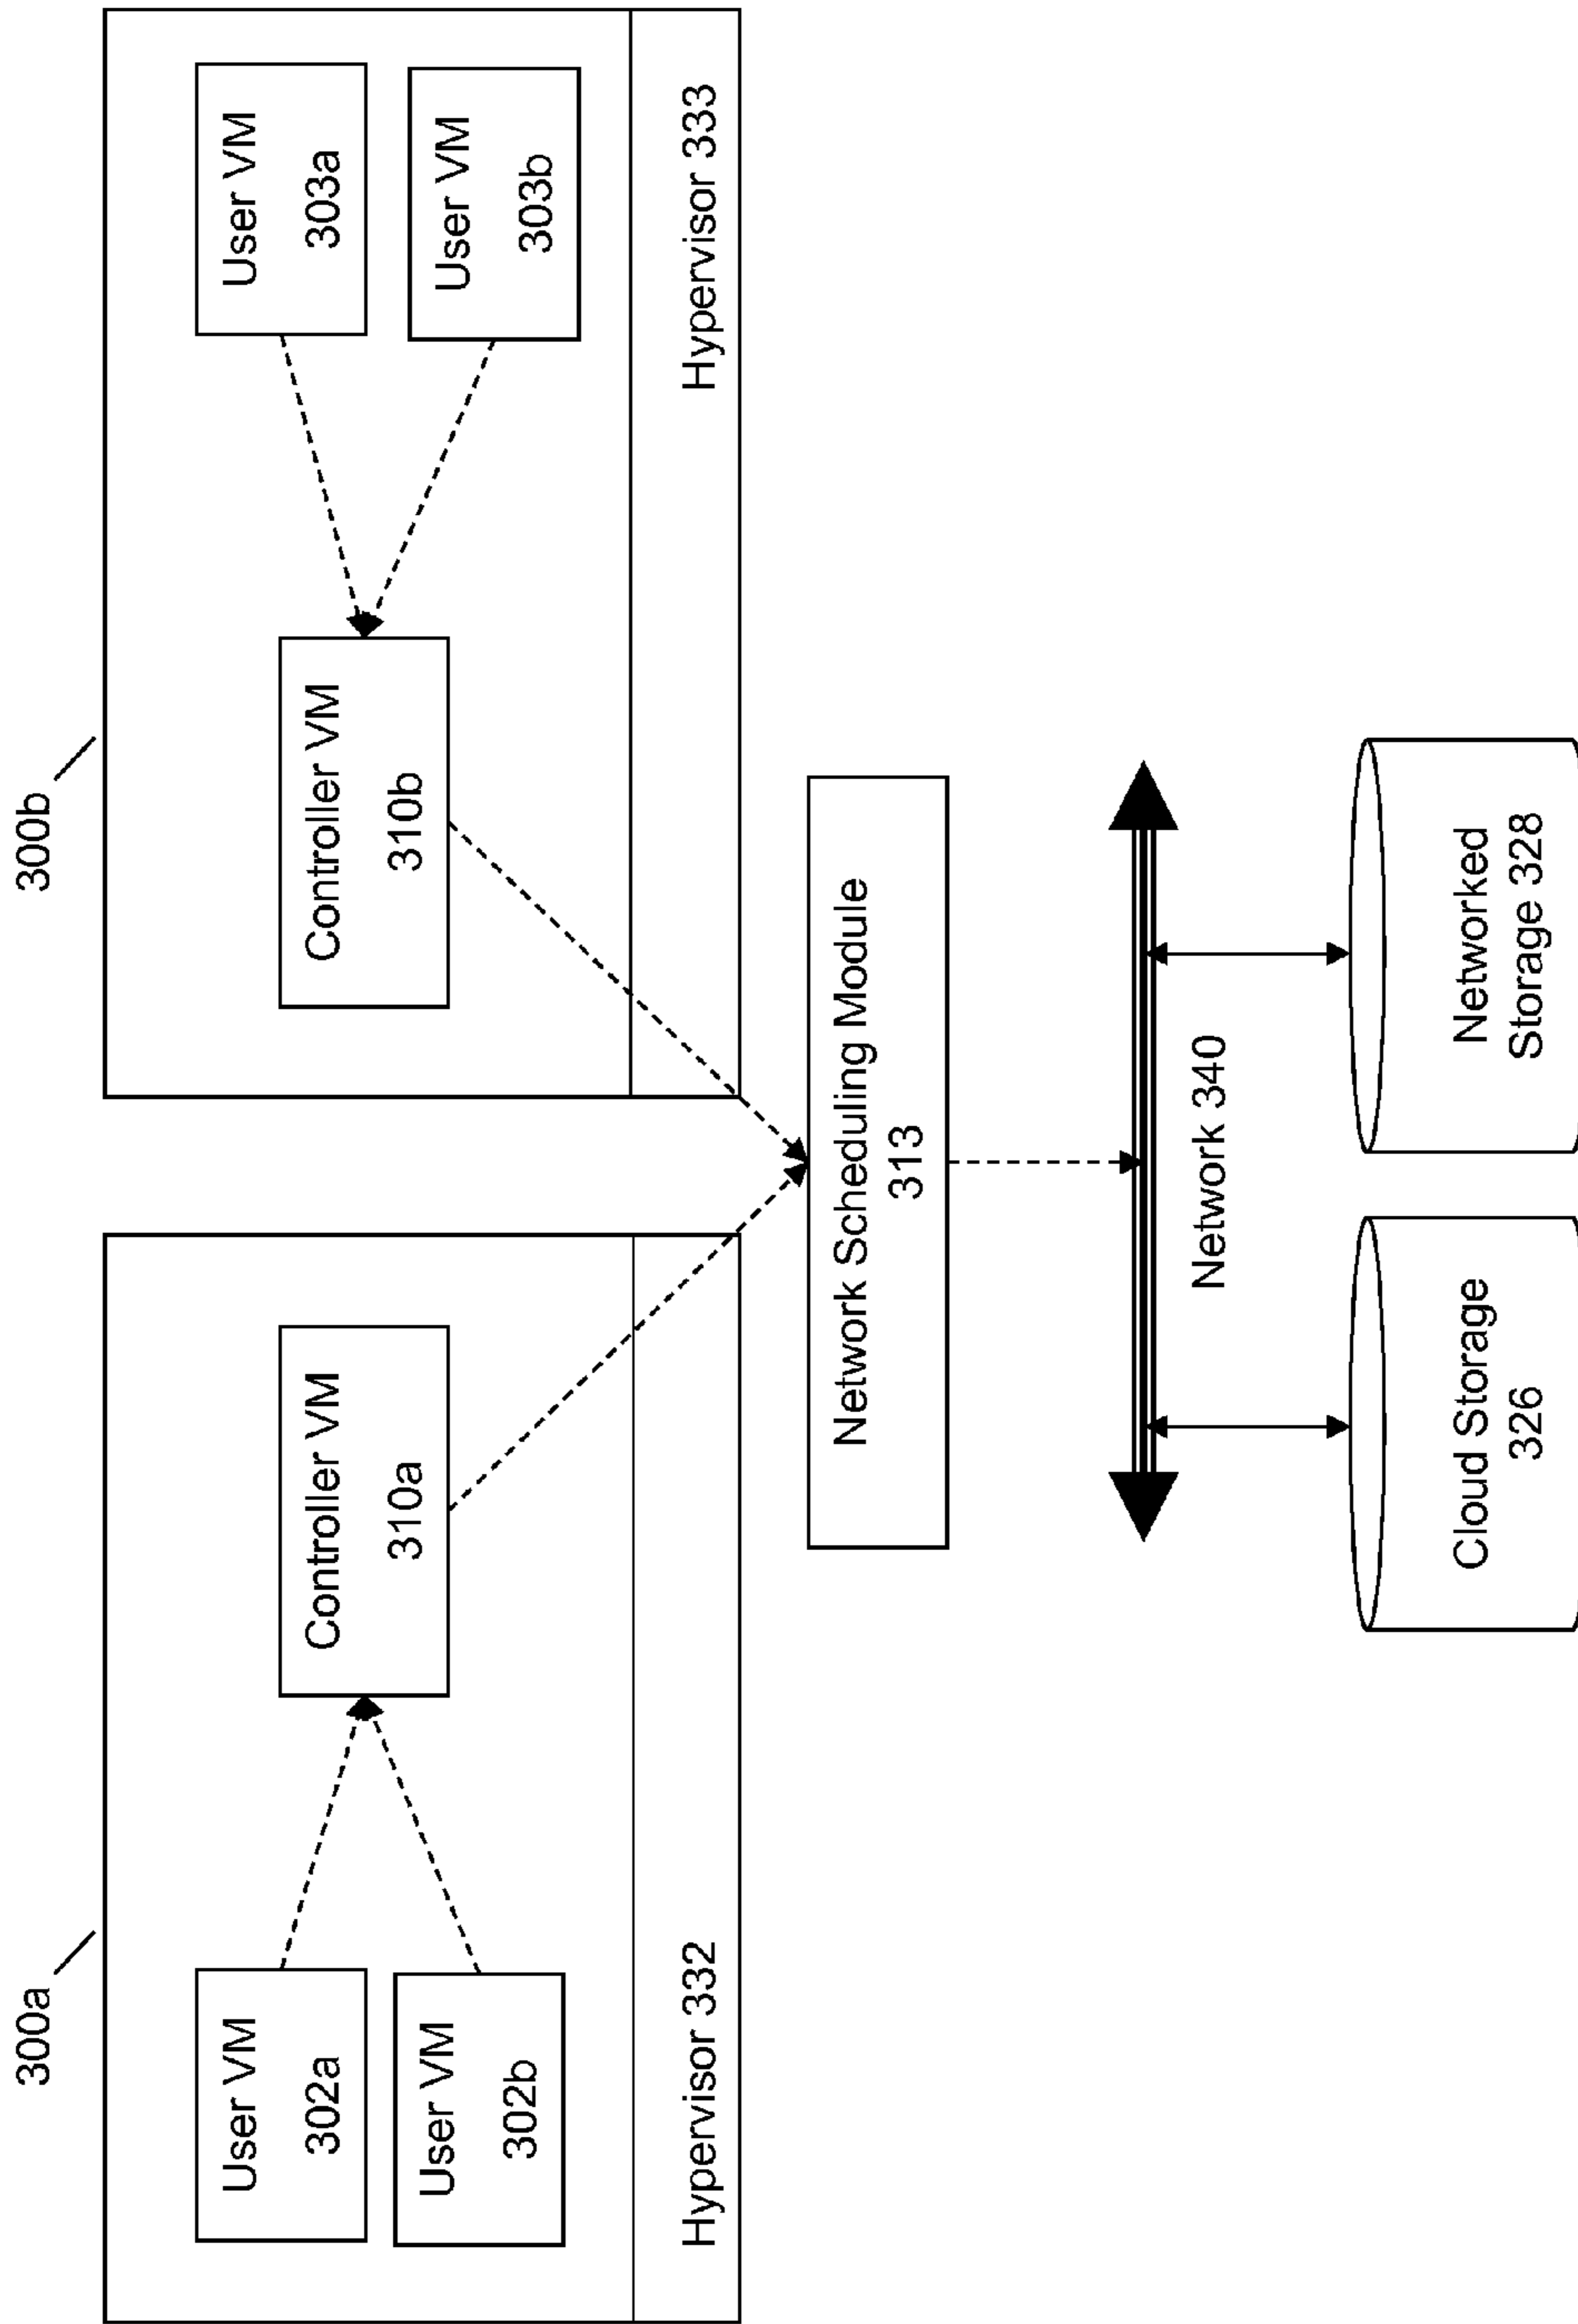 300a
300b
User VM
302a
User VM
302b
Controller VM
310a
Hypervisor 332
Controller VM
310b
User VM
303a
User VM
303b
Hypervisor 333
Network Scheduling Module
313
Network 340
Cloud Storage
326
Networked
Storage 328